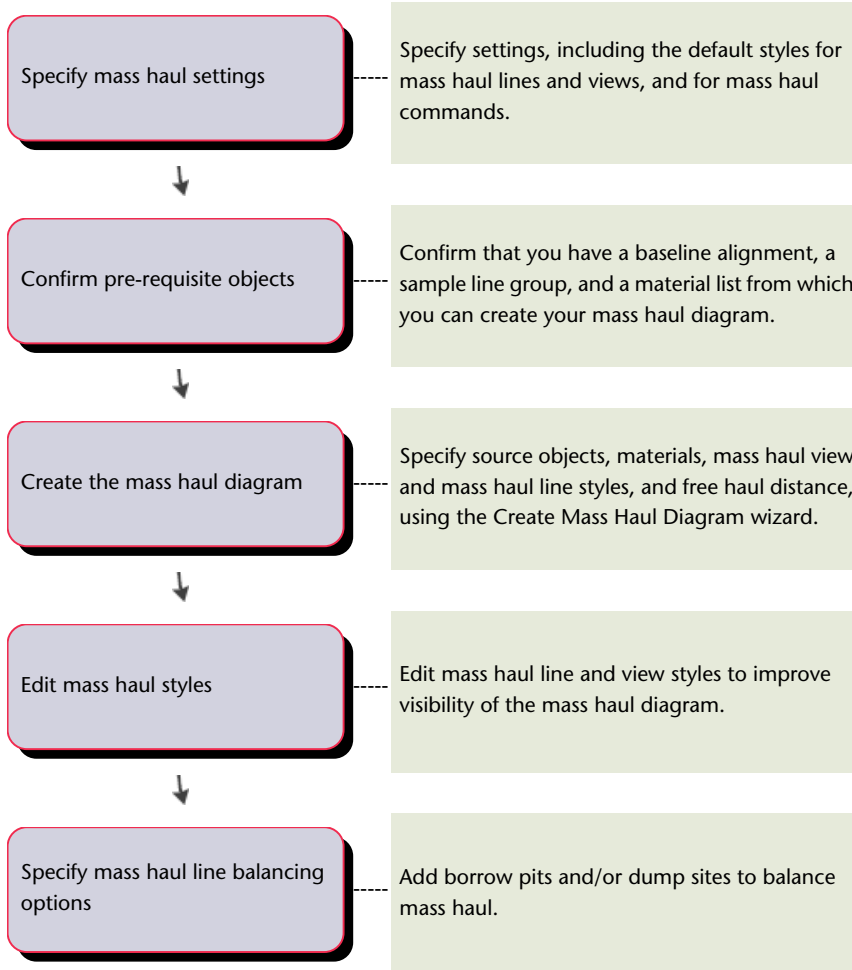 Specify mass haul settings
Specify settings, including the default styles for
mass haul lines and views, and for mass haul
commands.
Confirm pre-requisite objects
Confirm that you have a baseline alignment, a
sample line group, and a material list from which
you can create your mass haul diagram.
Create the mass haul diagram
Specify source objects, materials, mass haul view
and mass haul line styles, and free haul distance,
using the Create Mass Haul Diagram wizard.
Edit mass haul styles
Edit mass haul line and view styles to improve
visibility of the mass haul diagram.
Specify mass haul line balancing
options
Add borrow pits and/or dump sites to balance
mass haul.